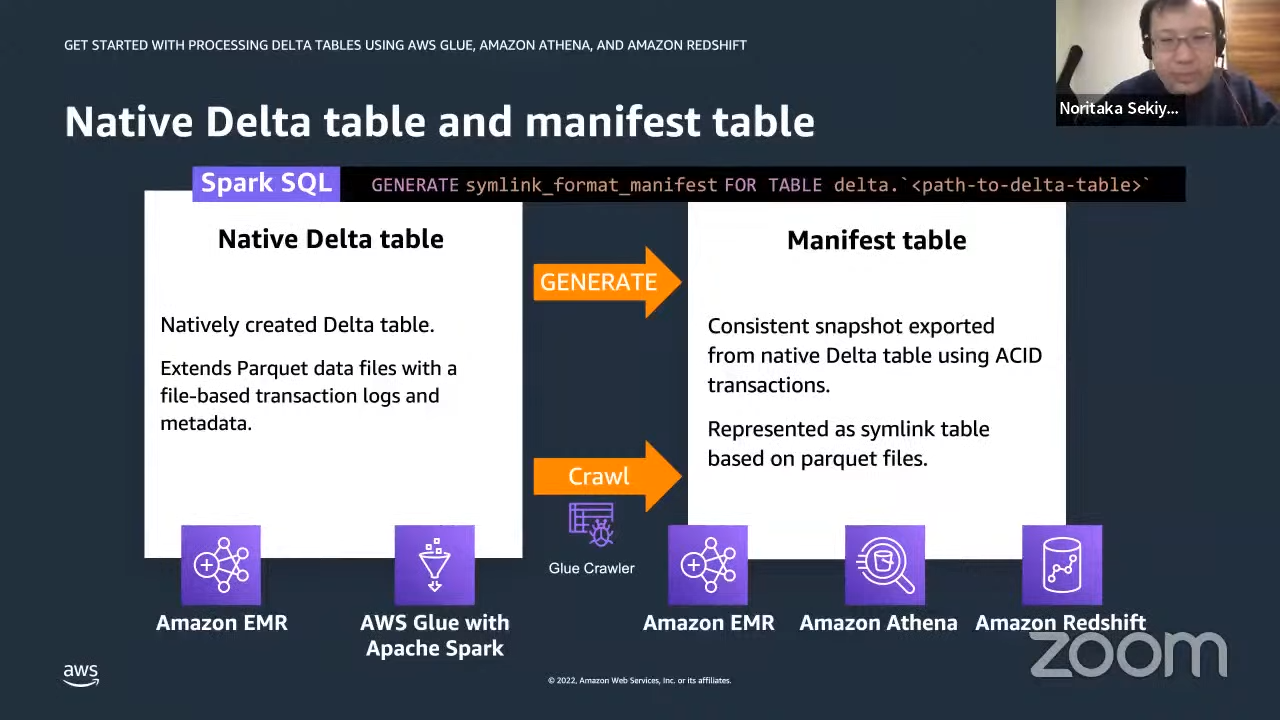 GET STARTED WITH PROCESSING DELTA TABLES USING AWS GLUE, AMAZON ATHENA, AND AMAZON REDSHIFT
Noritaka Sekiy...
Native Delta table and manifest table
Spark SQL
GENERATE symlink_format_manifest FOR TABLE delta.`<path-to-delta-table>`
Native Delta table
Natively created Delta table.
Extends Parquet data files with a
file-based transaction logs and
metadata.
GENERATE
Crawl
Glue Crawler
Manifest table
Consistent snapshot exported
from native Delta table using ACID
transactions.
Represented as symlink table
based on parquet files.
Amazon EMR
AWS Glue with
Apache Spark
Amazon EMR
Amazon Athena
Amazon Redshift
zoom
aws
© 2022, Amazon Web Services, Inc. or its affiliates.